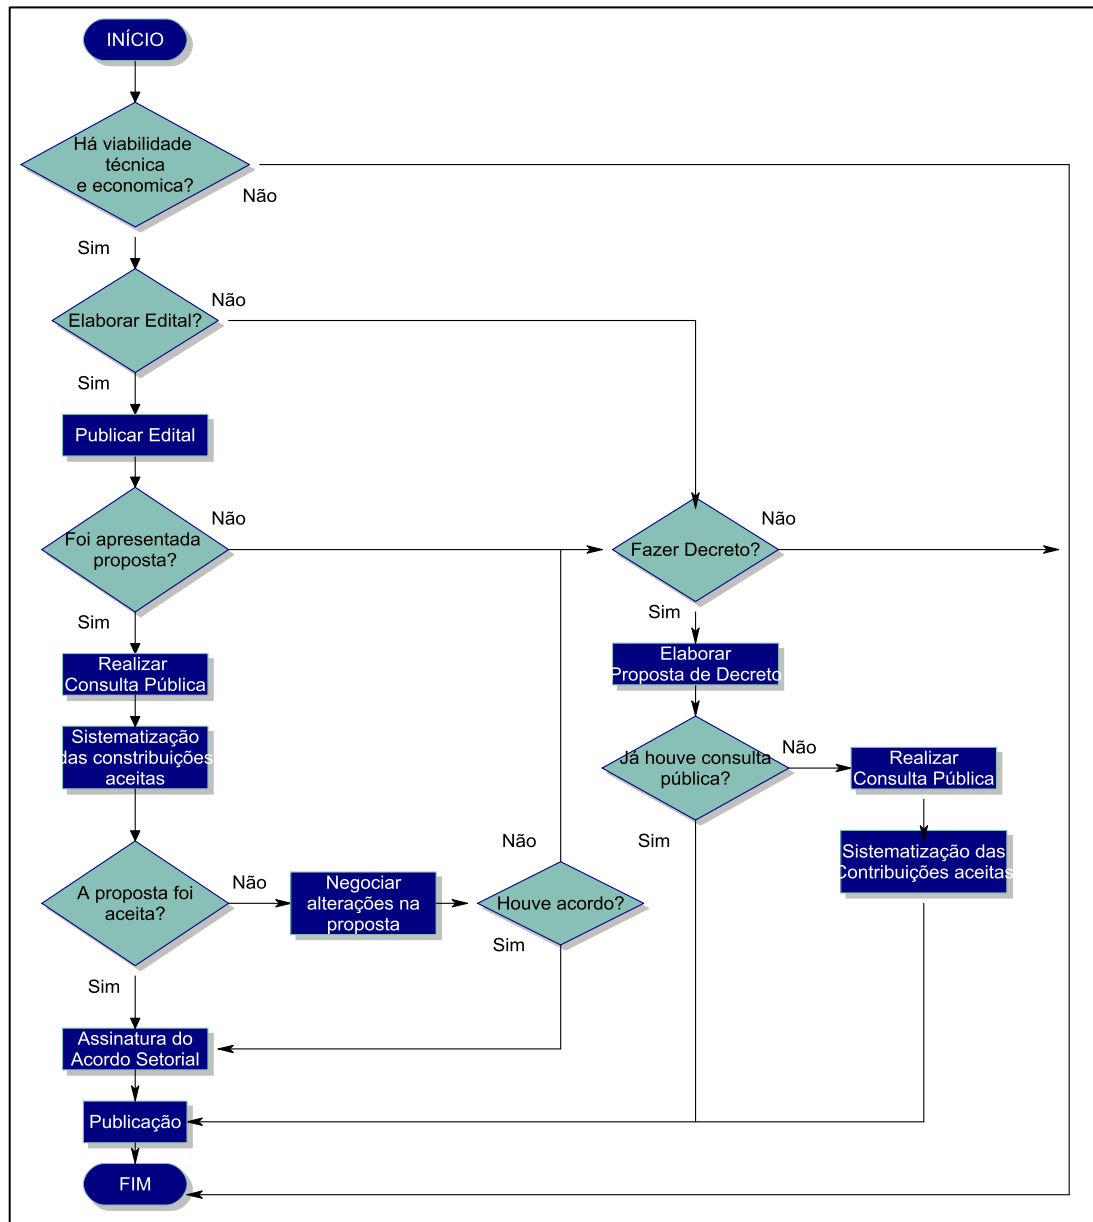 INÍCIO
Há viabilidade
técnica
e economica?
Não
Sim
Não
Elaborar Edital?
Sim
Publicar Edital
Não
Não
Foi apresentada
proposta?
Fazer Decreto?
Sim
Sim
Realizar
Consulta Pública
Elaborar
Proposta de Decreto
Sistematização
das constribuições
aceitas
Já houve consulta
pública?
Não
Realizar
Consulta Pública
Não
Sim
Sistematização das
Contribuições aceitas
A proposta foi
aceita?
Não
Negociar
alterações na
proposta
Houve acordo?
Sim
Sim
Assinatura do
Acordo Setorial
Publicação
FIM